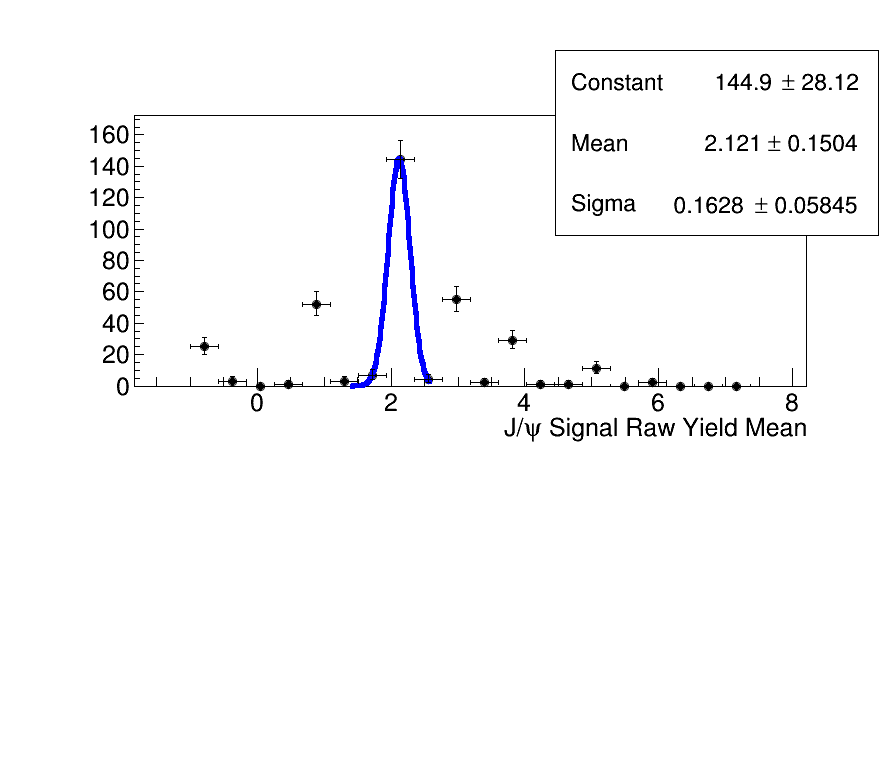 Constant 144.9 ± 28.12
Mean 2.121 ± 0.1504
Sigma 0.1628 ± 0.05845
160
140
120
100
80
60
40
20
0
0 2 4 6 8
J/ψ Signal Raw Yield Mean